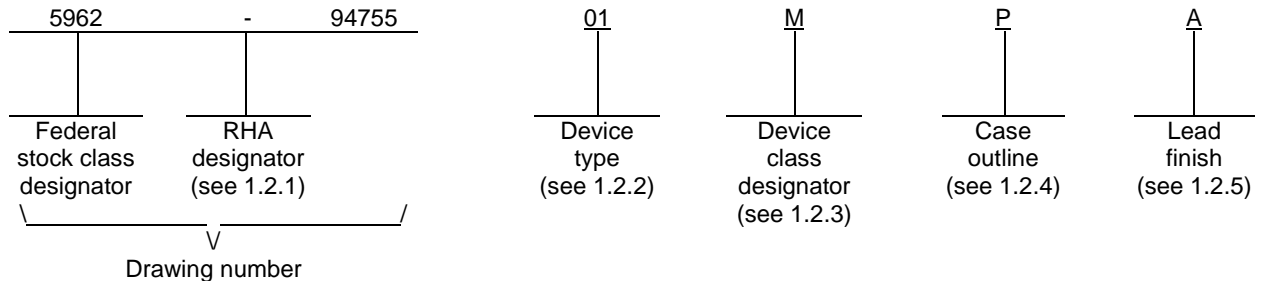 5962 - 94755 01 M P A
Federal stock class designator
RHA designator (see 1.2.1)
Device type (see 1.2.2)
Device class designator (see 1.2.3)
Case outline (see 1.2.4)
Lead finish (see 1.2.5)
Drawing number